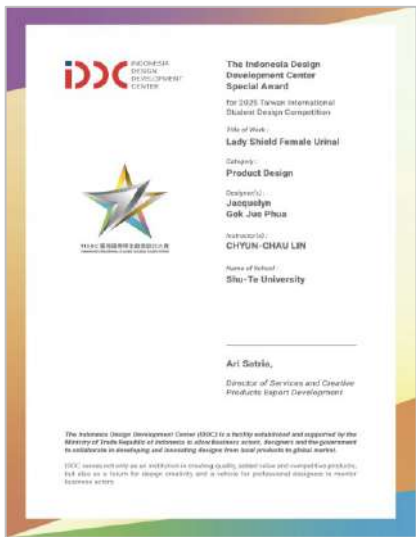 IDDC
INDONESIA
DESIGN
DEVELOPMENT
CENTER
The Indonesia Design
Development Center
Special Award
for 2025 Taiwan International
Student Design Competition
Title of Work :
Lady Shield Female Urinal
Category :
Product Design
Designer(s) :
Jacquelyn
Gek Jue Phua
Instructor(s) :
CHYUN-CHAU LIN
Name of School :
Shu-Te University
Ari Satria,
Director of Services and Creative
Products Export Development
The Indonesia Design Development Center (IDDC) is a facility established and supported by the
Ministry of Trade Republic of Indonesia to allow business actors, designers and the government
to collaborate in developing and innovating designs from local products to global market.
IDDC serves not only as an institution in creating quality, added value and competitive products,
but also as a forum for design creativity and a vehicle for professional designers to mentor
business actors.